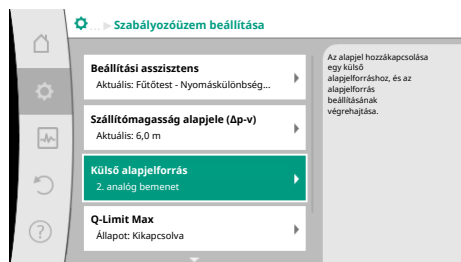 ... Szabályozóüzem beállítása
Beállítási asszisztens
Aktuális: Fűtőtest - Nyomáskülönbség...
Szállítómagasság alapjele (Δp-v)
Aktuális: 6,0 m
Külső alapjelforrás
2. analóg bemenet
Q-Limit Max
Állapot: Kikapcsolva
Az alapjel hozzákapcsolása
egy külső
alapjelforráshoz, és az
alapjelforrás
beállításának
végrehajtása.